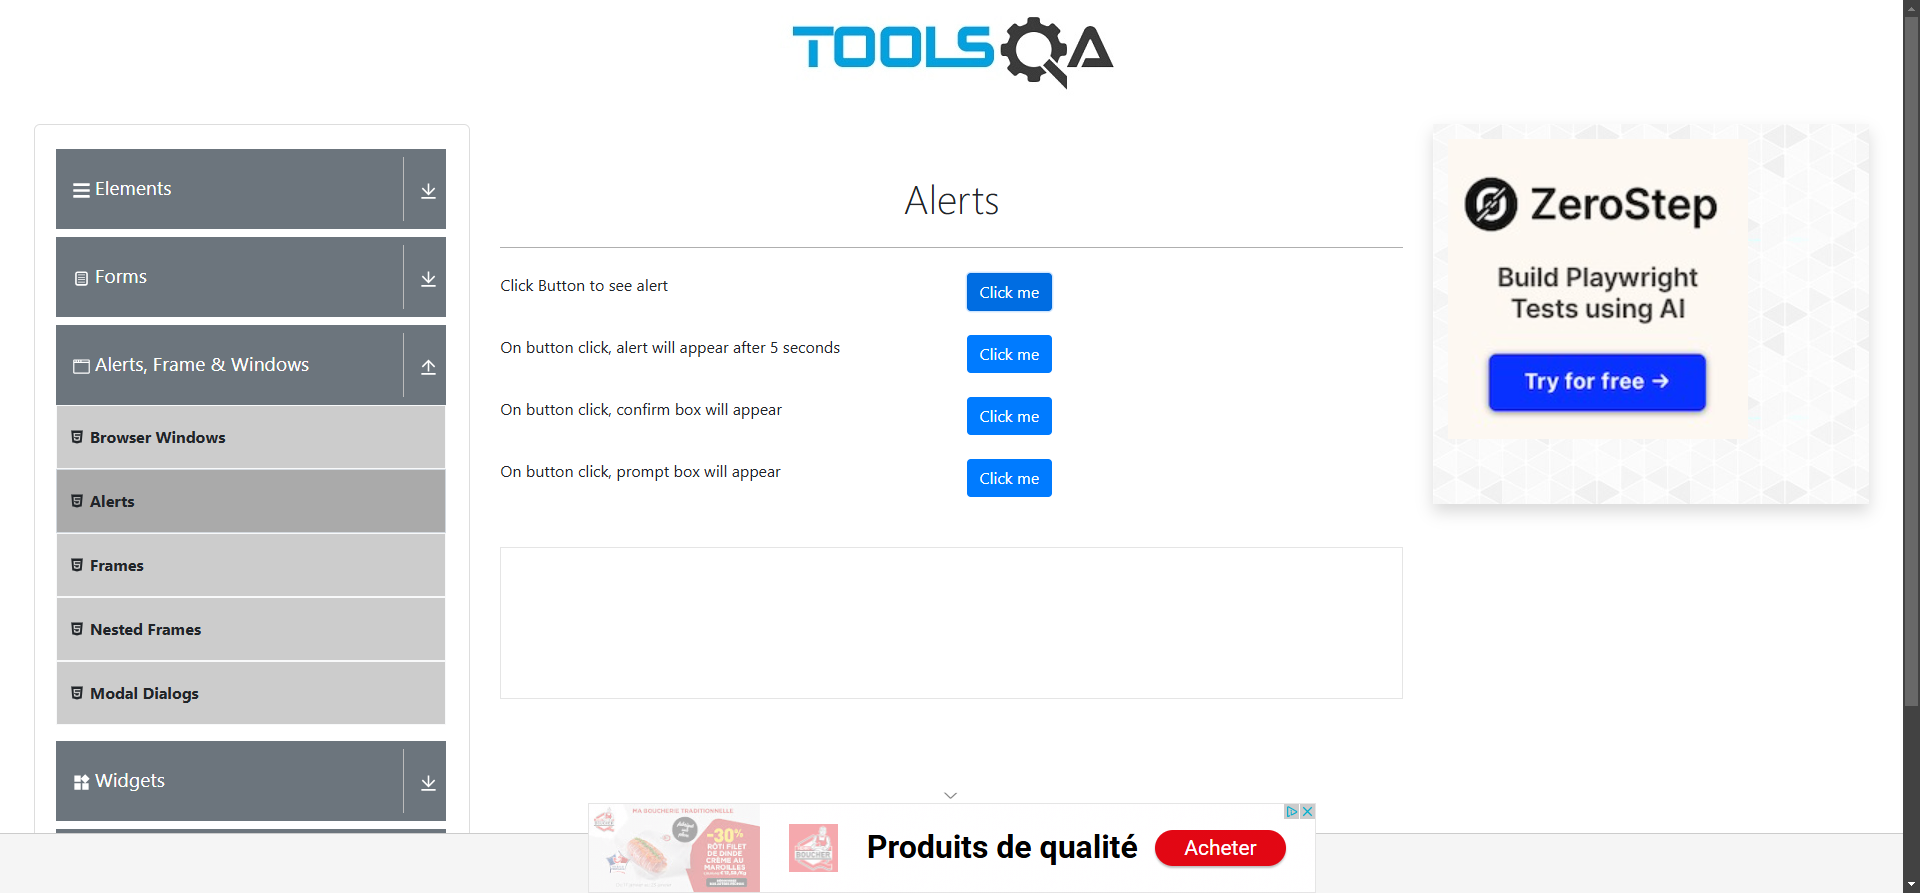 TOOLSQA
Elements
Forms
Alerts, Frame & Windows
Browser Windows
Alerts
Frames
Nested Frames
Modal Dialogs
Widgets
Alerts
Click Button to see alert
Click me
On button click, alert will appear after 5 seconds
Click me
On button click, confirm box will appear
Click me
On button click, prompt box will appear
Click me
ZeroStep
Build Playwright
Tests using AI
Try for free →
MA BOUCHERIE TRADITIONNELLE
-30%
RÔTI FILET
DE DINDE
CRÈME AU
MAROILLES
BOUCHER
Produits de qualité
Acheter